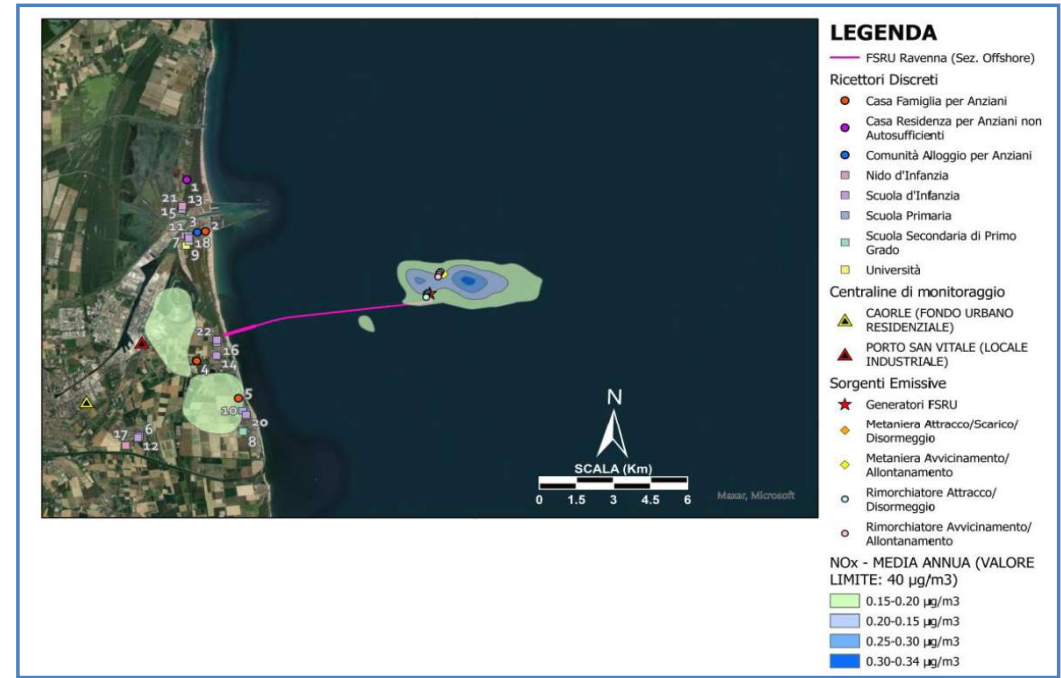 LEGENDA
FSRU Ravenna (Sez. Offshore)
Ricettori Discreti
Casa Famiglia per Anziani
Casa Residenza per Anziani non
Autosufficienti
Comunità Alloggio per Anziani
Nido d'Infanzia
Scuola d'Infanzia
Scuola Primaria
Scuola Secondaria di Primo
Grado
Università
Centraline di monitoraggio
CAORLE (FONDO URBANO
RESIDENZIALE)
PORTO SAN VITALE (LOCALE
INDUSTRIALE)
Sorgenti Emissive
Generatori FSRU
Metaniera Attracco/Scarico/
Disormeggio
Metaniera Avvicinamento/
Allontanamento
Rimorchiatore Attracco/
Disormeggio
Rimorchiatore Avvicinamento/
Allontanamento
NOx - MEDIA ANNUA (VALORE
LIMITE: 40 µg/m3)
0.15-0.20 µg/m3
0.20-0.15 µg/m3
0.25-0.30 µg/m3
0.30-0.34 µg/m3
1
21 13
15
3
11 2
7 18
9
22
16
14
4
5
10
20
8
6
17
12
N
SCALA (Km)
0 1.5 3 4.5 6
Maxar, Microsoft